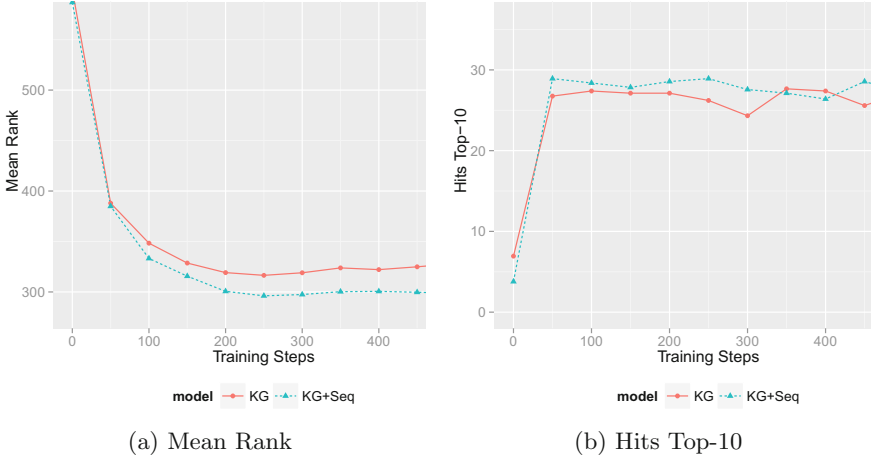 500
400
300
Mean Rank
0 100 200 300 400
Training Steps
model KG KG+Seq
(a) Mean Rank
30
20
10
0
Hits Top−10
0 100 200 300 400
Training Steps
model KG KG+Seq
(b) Hits Top-10